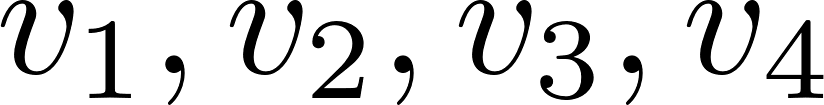 v₁, v₂, v₃, v₄